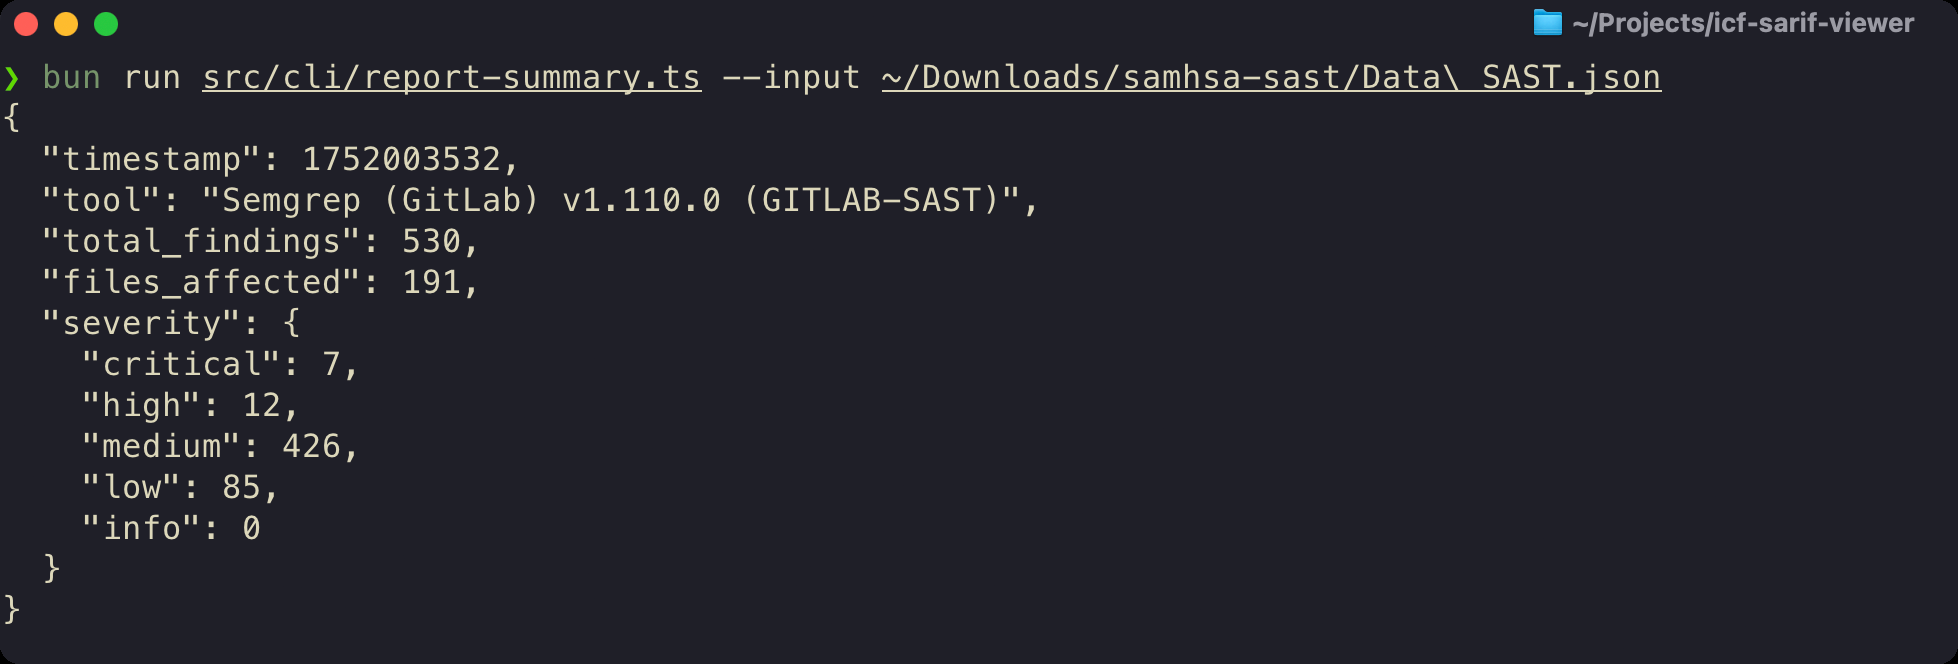 ~/Projects/icf-sarif-viewer
❯ bun run src/cli/report-summary.ts --input ~/Downloads/samhsa-sast/Data\ SAST.json
{
  "timestamp": 1752003532,
  "tool": "Semgrep (GitLab) v1.110.0 (GITLAB-SAST)",
  "total_findings": 530,
  "files_affected": 191,
  "severity": {
    "critical": 7,
    "high": 12,
    "medium": 426,
    "low": 85,
    "info": 0
  }
}